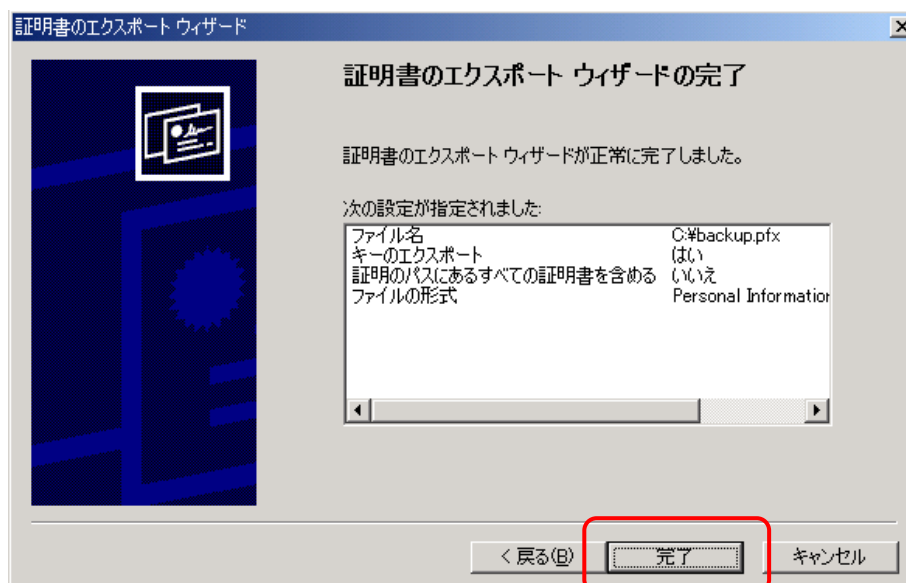 証明書のエクスポート ウィザード
証明書のエクスポート ウィザードの完了
証明書のエクスポート ウィザードが正常に完了しました。
次の設定が指定されました:
ファイル名 C:¥backup.pfx
キーのエクスポート はい
証明のパスにあるすべての証明書を含める いいえ
ファイルの形式 Personal Information
< 戻る(B) 完了 キャンセル